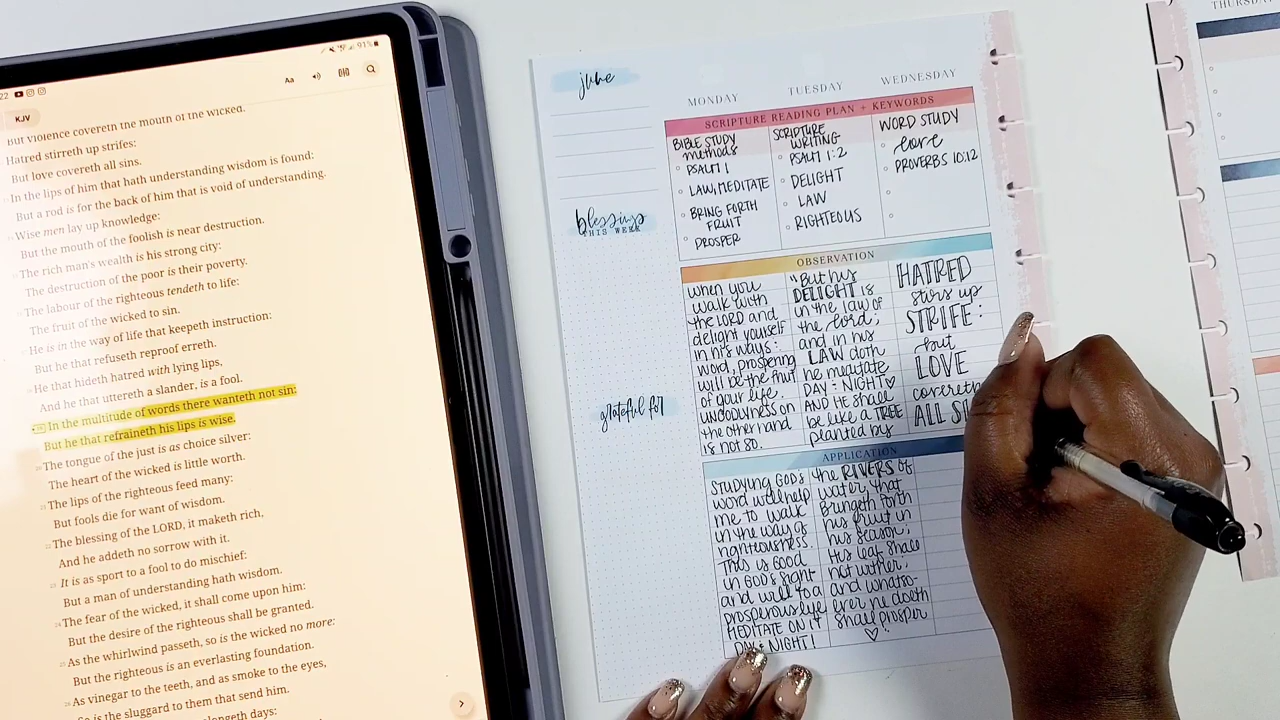 22
91%
Aa
KJV
But violence covereth the mouth of the wicked.
Hatred stirreth up strifes:
But love covereth all sins.
In the lips of him that hath understanding wisdom is found:
But a rod is for the back of him that is void of understanding.
Wise men lay up knowledge:
But the mouth of the foolish is near destruction.
The rich man's wealth is his strong city:
The destruction of the poor is their poverty.
The labour of the righteous tendeth to life:
The fruit of the wicked to sin.
He is in the way of life that keepeth instruction:
But he that refuseth reproof erreth.
He that hideth hatred with lying lips,
And he that uttereth a slander, is a fool.
In the multitude of words there wanteth not sin:
But he that refraineth his lips is wise.
The tongue of the just is as choice silver:
The heart of the wicked is little worth.
The lips of the righteous feed many:
But fools die for want of wisdom.
The blessing of the LORD, it maketh rich,
And he addeth no sorrow with it.
It is as sport to a fool to do mischief:
But a man of understanding hath wisdom.
The fear of the wicked, it shall come upon him:
But the desire of the righteous shall be granted.
As the whirlwind passeth, so is the wicked no more:
But the righteous is an everlasting foundation.
As vinegar to the teeth, and as smoke to the eyes,
So is the sluggard to them that send him.
days:
june
blessings
THIS WEEK
grateful for
MONDAY
TUESDAY
WEDNESDAY
SCRIPTURE READING PLAN + KEYWORDS
BIBLE STUDY
methods
PSALM 1
LAW, MEDITATE
BRING FORTH
FRUIT
PROSPER
SCRIPTURE
WRITING
PSALM 1:2
DELIGHT
LAW
RIGHTEOUS
WORD STUDY
love
PROVERBS 10:12
OBSERVATION
when you
walk with
the LORD and
delight yourself
in his ways:
word, prospering
will be the fruit
of your life.
UNGODLYNESS on
the other hand
is not so.
"But his
DELIGHT is
in the law of
the Lord;
and in his
LAW doth
he meditate
DAY & NIGHT♡
AND HE shall
be like a TREE
planted by
HATRED
stirs up
STRIFE:
but
LOVE
covereth
ALL
APPLICATION
STUDYING GOD'S
word will help
me to walk
in the way of
righteousness.
This is good
in GOD'S sight
and will to a
prosperous life
MEDITATE ON IT
DAY & NIGHT!
the RIVERS of
water, that
bringeth forth
his fruit in
his season;
His leaf shall
not wither;
and whatso-
ever he doeth
shall prosper
♡"
THURSDAY